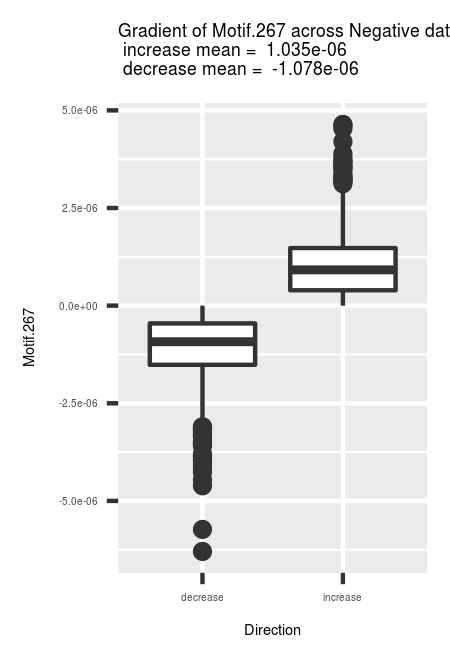 Gradient of Motif.267 across Negative dat
increase mean =  1.035e-06
decrease mean =  -1.078e-06
5.0e-06
2.5e-06
0.0e+00
-2.5e-06
-5.0e-06
Motif.267
decrease
increase
Direction